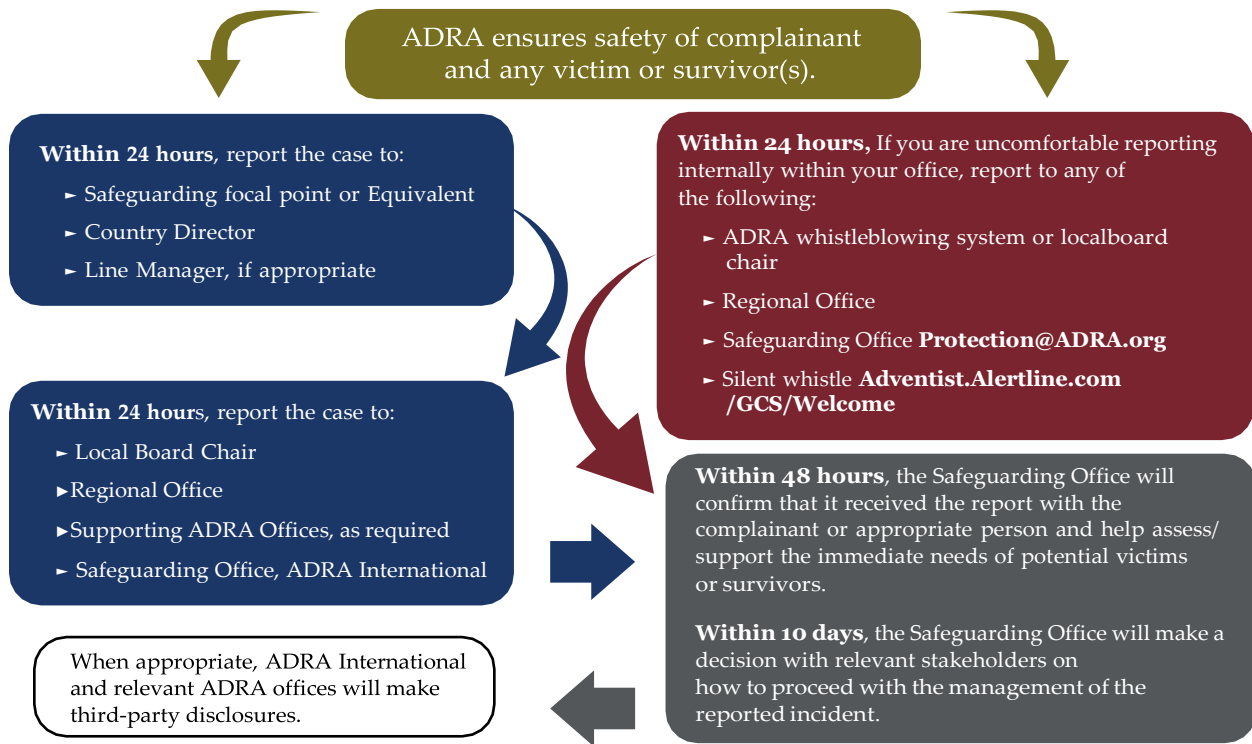 ADRA ensures safety of complainant
and any victim or survivor(s).
Within 24 hours, report the case to:
► Safeguarding focal point or Equivalent
► Country Director
► Line Manager, if appropriate
Within 24 hours, If you are uncomfortable reporting
internally within your office, report to any of
the following:
► ADRA whistleblowing system or localboard
chair
► Regional Office
► Safeguarding Office Protection@ADRA.org
► Silent whistle Adventist.Alertline.com
/GCS/Welcome
Within 24 hours, report the case to:
► Local Board Chair
►Regional Office
►Supporting ADRA Offices, as required
► Safeguarding Office, ADRA International
Within 48 hours, the Safeguarding Office will
confirm that it received the report with the
complainant or appropriate person and help assess/
support the immediate needs of potential victims
or survivors.
Within 10 days, the Safeguarding Office will make a
decision with relevant stakeholders on
how to proceed with the management of the
reported incident.
When appropriate, ADRA International
and relevant ADRA offices will make
third-party disclosures.